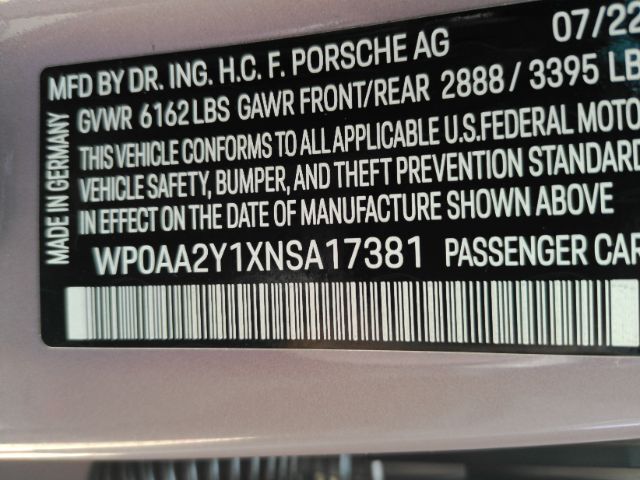 MFD BY DR. ING. H.C. F. PORSCHE AG 07/22
GVWR 6162 LBS GAWR FRONT/REAR 2888 / 3395 LB
THIS VEHICLE CONFORMS TO ALL APPLICABLE U.S.FEDERAL MOTO
VEHICLE SAFETY, BUMPER, AND THEFT PREVENTION STANDARD
IN EFFECT ON THE DATE OF MANUFACTURE SHOWN ABOVE
WP0AA2Y1XNSA17381 PASSENGER CAR
MADE IN GERMANY